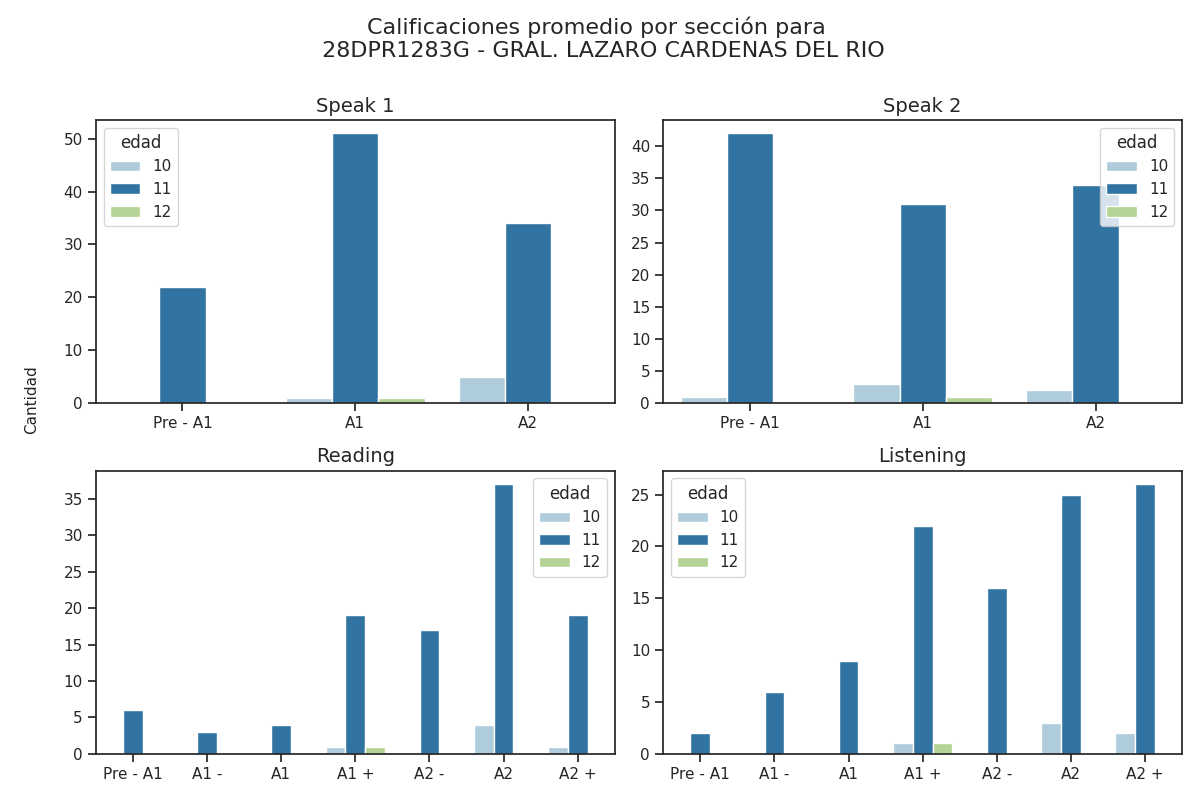 Calificaciones promedio por sección para
28DPR1283G - GRAL. LAZARO CARDENAS DEL RIO
Cantidad
Speak 1
50
40
30
20
10
0
Pre - A1 A1 A2
edad
10
11
12
Speak 2
40
35
30
25
20
15
10
5
0
Pre - A1 A1 A2
edad
10
11
12
Reading
35
30
25
20
15
10
5
0
Pre - A1 A1 - A1 A1 + A2 - A2 A2 +
edad
10
11
12
Listening
25
20
15
10
5
0
Pre - A1 A1 - A1 A1 + A2 - A2 A2 +
edad
10
11
12